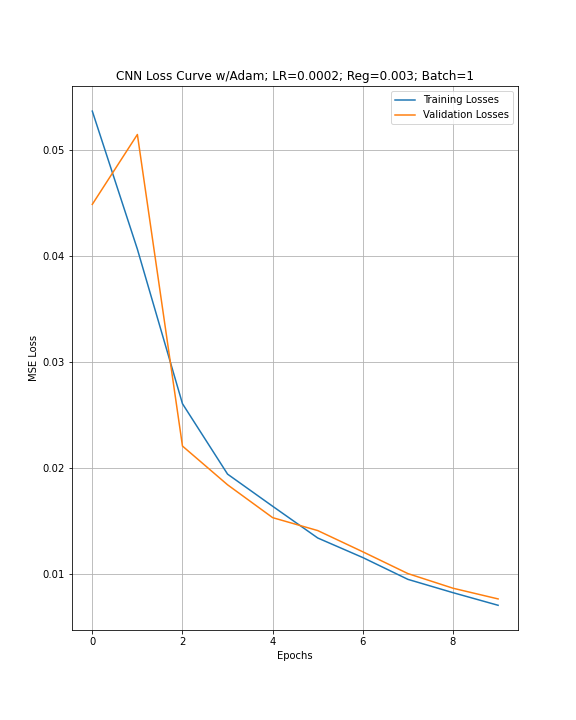 CNN Loss Curve w/Adam; LR=0.0002; Reg=0.003; Batch=1
Training Losses
Validation Losses
0.05
0.04
0.03
0.02
0.01
MSE Loss
0 2 4 6 8
Epochs